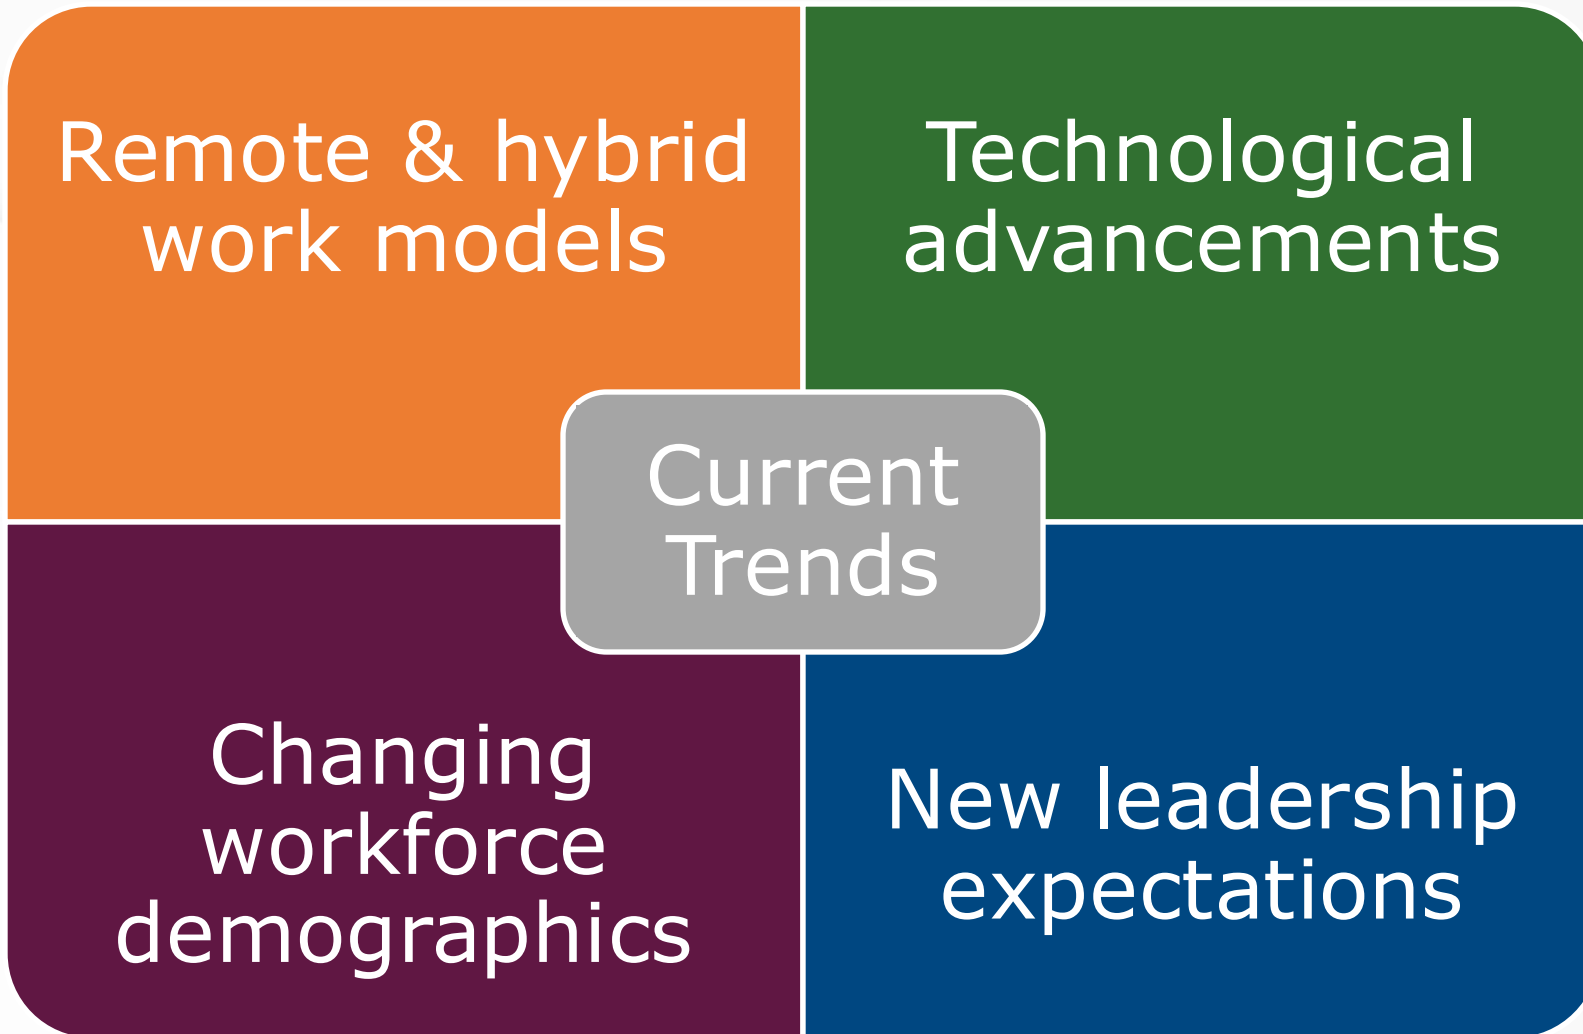 Remote & hybrid
work models
Technological
advancements
Current
Trends
Changing
workforce
demographics
New leadership
expectations